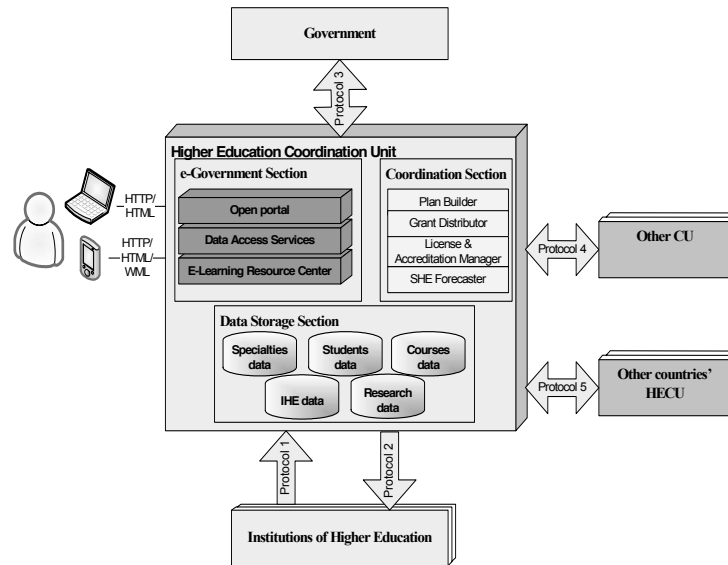 Government
Protocol 3
Higher Education Coordination Unit
e-Government Section
Open portal
Data Access Services
E-Learning Resource Center
Coordination Section
Plan Builder
Grant Distributor
License &
Accreditation Manager
SHE Forecaster
HTTP/
HTML
HTTP/
HTML/
WML
Protocol 4
Other CU
Data Storage Section
Specialties
data
Students
data
Courses
data
IHE data
Research
data
Protocol 5
Other countries’
HECU
Protocol 1
Protocol 2
Institutions of Higher Education